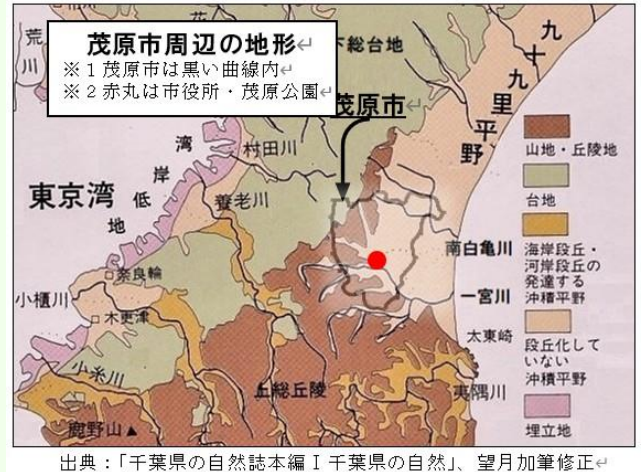 茂原市周辺の地形↵
※1茂原市は黒い曲線内↵
※2赤丸は市役所・茂原公園↵
荒川
下総台地
九十九里平野
茂原市↵
村田川
東京湾
湾岸低地
養老川
南白亀川
一宮川
太東崎
夷隅川
奈良輪
小櫃川
木更津
小糸川
上総丘陵
鹿野山▲
山地・丘陵地
台地
海岸段丘・
河岸段丘の
発達する
沖積平野
段丘化して
いない
沖積平野
埋立地
出典：「千葉県の自然誌本編Ⅰ千葉県の自然」、望月加筆修正↵